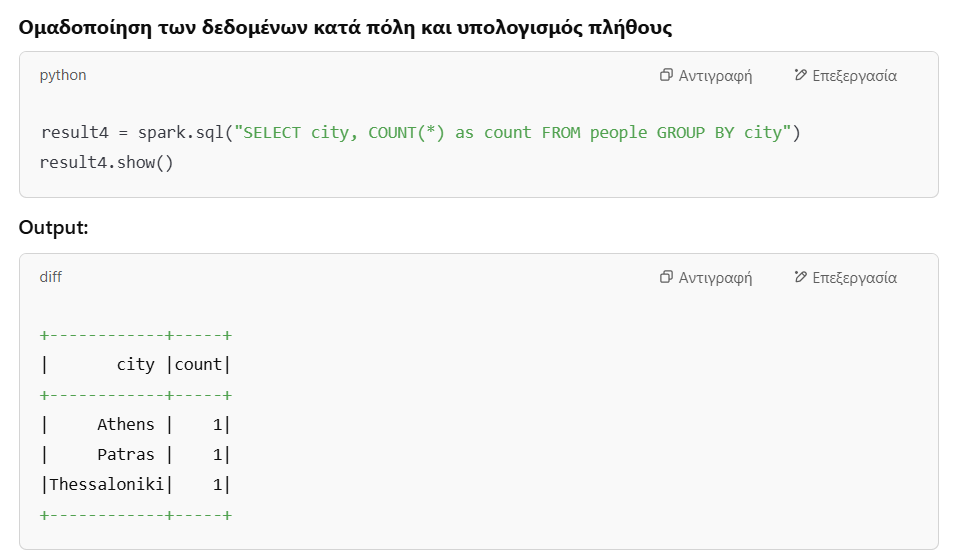 Ομαδοποίηση των δεδομένων κατά πόλη και υπολογισμός πλήθους
python
Αντιγραφή
Επεξεργασία
result4 = spark.sql("SELECT city, COUNT(*) as count FROM people GROUP BY city")
result4.show()
Output:
diff
Αντιγραφή
Επεξεργασία
+------------+-----+
|       city |count|
+------------+-----+
|     Athens |    1|
|     Patras |    1|
|Thessaloniki|    1|
+------------+-----+